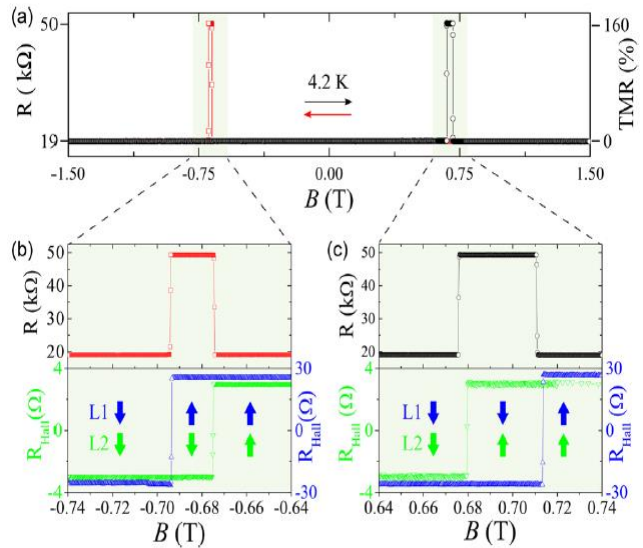 (a)
50
19
R ( kΩ)
160
0
TMR (%)
4.2 K
-1.50 -0.75 0.00 0.75 1.50
B (T)
(b)
50
40
30
20
R (kΩ)
4
0
-4
R_Hall (Ω)
L1
L2
30
0
-30
R_Hall (Ω)
-0.74 -0.72 -0.70 -0.68 -0.66 -0.64
B (T)
(c)
50
40
30
20
R (kΩ)
4
0
-4
R_Hall (Ω)
L1
L2
30
0
-30
R_Hall (Ω)
0.64 0.66 0.68 0.70 0.72 0.74
B (T)